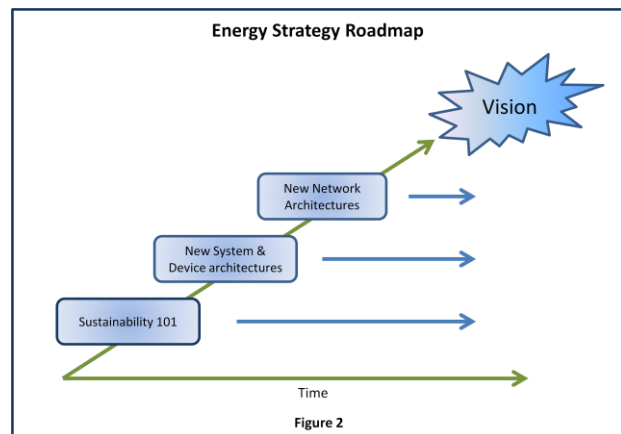 Energy Strategy Roadmap
Vision
New Network
Architectures
New System &
Device architectures
Sustainability 101
Time
Figure 2